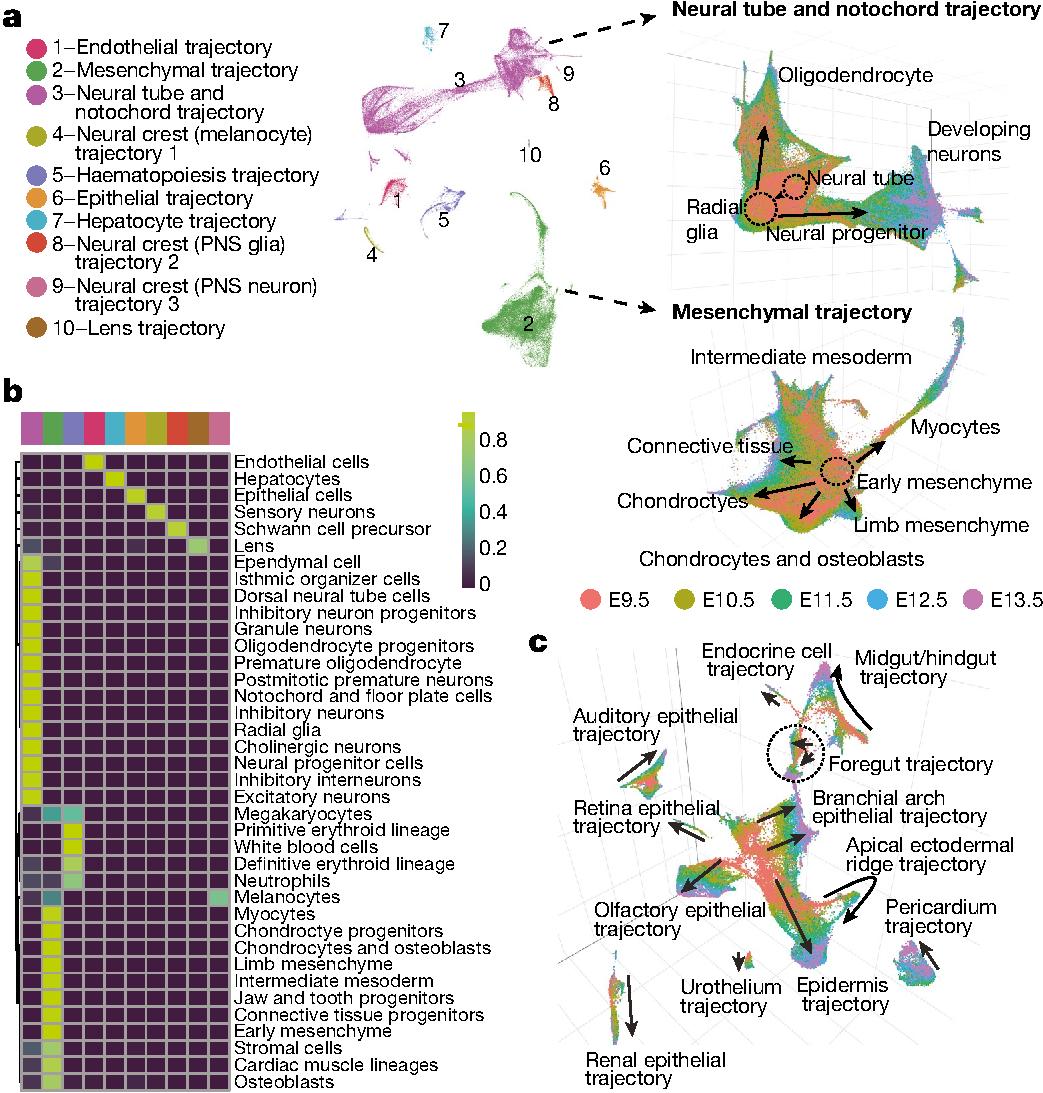 a
1–Endothelial trajectory
2–Mesenchymal trajectory
3–Neural tube and
notochord trajectory
4–Neural crest (melanocyte)
trajectory 1
5–Haematopoiesis trajectory
6–Epithelial trajectory
7–Hepatocyte trajectory
8–Neural crest (PNS glia)
trajectory 2
9–Neural crest (PNS neuron)
trajectory 3
10–Lens trajectory
7
3
9
8
10
6
1
5
4
2
Neural tube and notochord trajectory
Oligodendrocyte
Developing
neurons
Neural tube
Radial
glia
Neural progenitor
Mesenchymal trajectory
Intermediate mesoderm
Myocytes
Connective tissue
Early mesenchyme
Chondroctyes
Limb mesenchyme
Chondrocytes and osteoblasts
E9.5
E10.5
E11.5
E12.5
E13.5
b
0.8
0.6
0.4
0.2
0
Endothelial cells
Hepatocytes
Epithelial cells
Sensory neurons
Schwann cell precursor
Lens
Ependymal cell
Isthmic organizer cells
Dorsal neural tube cells
Inhibitory neuron progenitors
Granule neurons
Oligodendrocyte progenitors
Premature oligodendrocyte
Postmitotic premature neurons
Notochord and floor plate cells
Inhibitory neurons
Radial glia
Cholinergic neurons
Neural progenitor cells
Inhibitory interneurons
Excitatory neurons
Megakaryocytes
Primitive erythroid lineage
White blood cells
Definitive erythroid lineage
Neutrophils
Melanocytes
Myocytes
Chondroctye progenitors
Chondrocytes and osteoblasts
Limb mesenchyme
Intermediate mesoderm
Jaw and tooth progenitors
Connective tissue progenitors
Early mesenchyme
Stromal cells
Cardiac muscle lineages
Osteoblasts
c
Endocrine cell
trajectory
Midgut/hindgut
trajectory
Auditory epithelial
trajectory
Foregut trajectory
Retina epithelial
trajectory
Branchial arch
epithelial trajectory
Apical ectodermal
ridge trajectory
Olfactory epithelial
trajectory
Pericardium
trajectory
Urothelium
trajectory
Epidermis
trajectory
Renal epithelial
trajectory